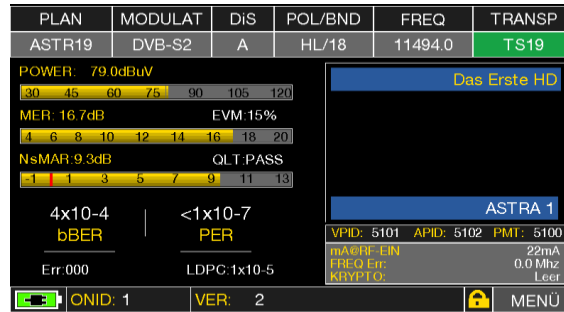 PLAN MODULAT DiS POL/BND FREQ TRANSP
ASTR19 DVB-S2 A HL/18 11494.0 TS19
POWER: 79.0dBuV
30 45 60 75 90 105 120
MER: 16.7dB EVM:15%
4 6 8 10 12 14 16 18 20
NsMAR:9.3dB QLT:PASS
-1 1 3 5 7 9 11 13
4x10-4 <1x10-7
bBER PER
Err:000 LDPC:1x10-5
Das Erste HD
ASTRA 1
VPID: 5101 APID: 5102 PMT: 5100
mA@RF-EIN 22mA
FREQ Err: 0.0 Mhz
KRYPTO: Leer
ONID: 1 VER: 2 MENÜ